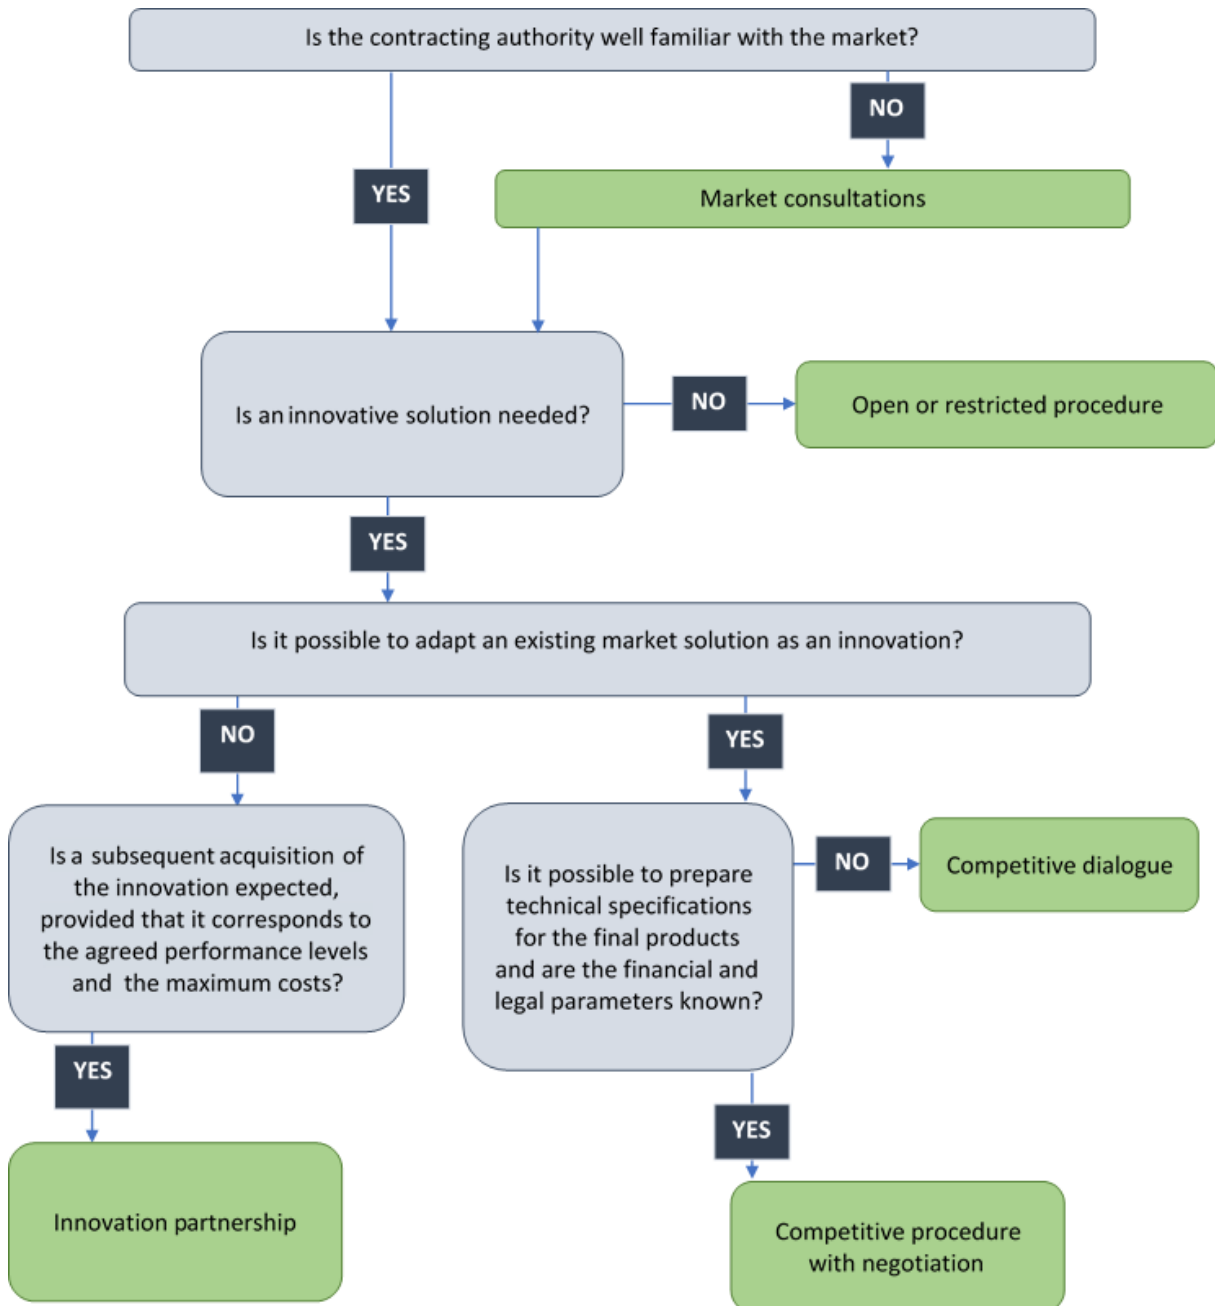 Is the contracting authority well familiar with the market?
NO
YES
Market consultations
Is an innovative solution needed?
NO
Open or restricted procedure
YES
Is it possible to adapt an existing market solution as an innovation?
NO
YES
Is a subsequent acquisition of
the innovation expected,
provided that it corresponds to
the agreed performance levels
and the maximum costs?
Is it possible to prepare
technical specifications
for the final products
and are the financial and
legal parameters known?
NO
Competitive dialogue
YES
YES
Innovation partnership
Competitive procedure
with negotiation